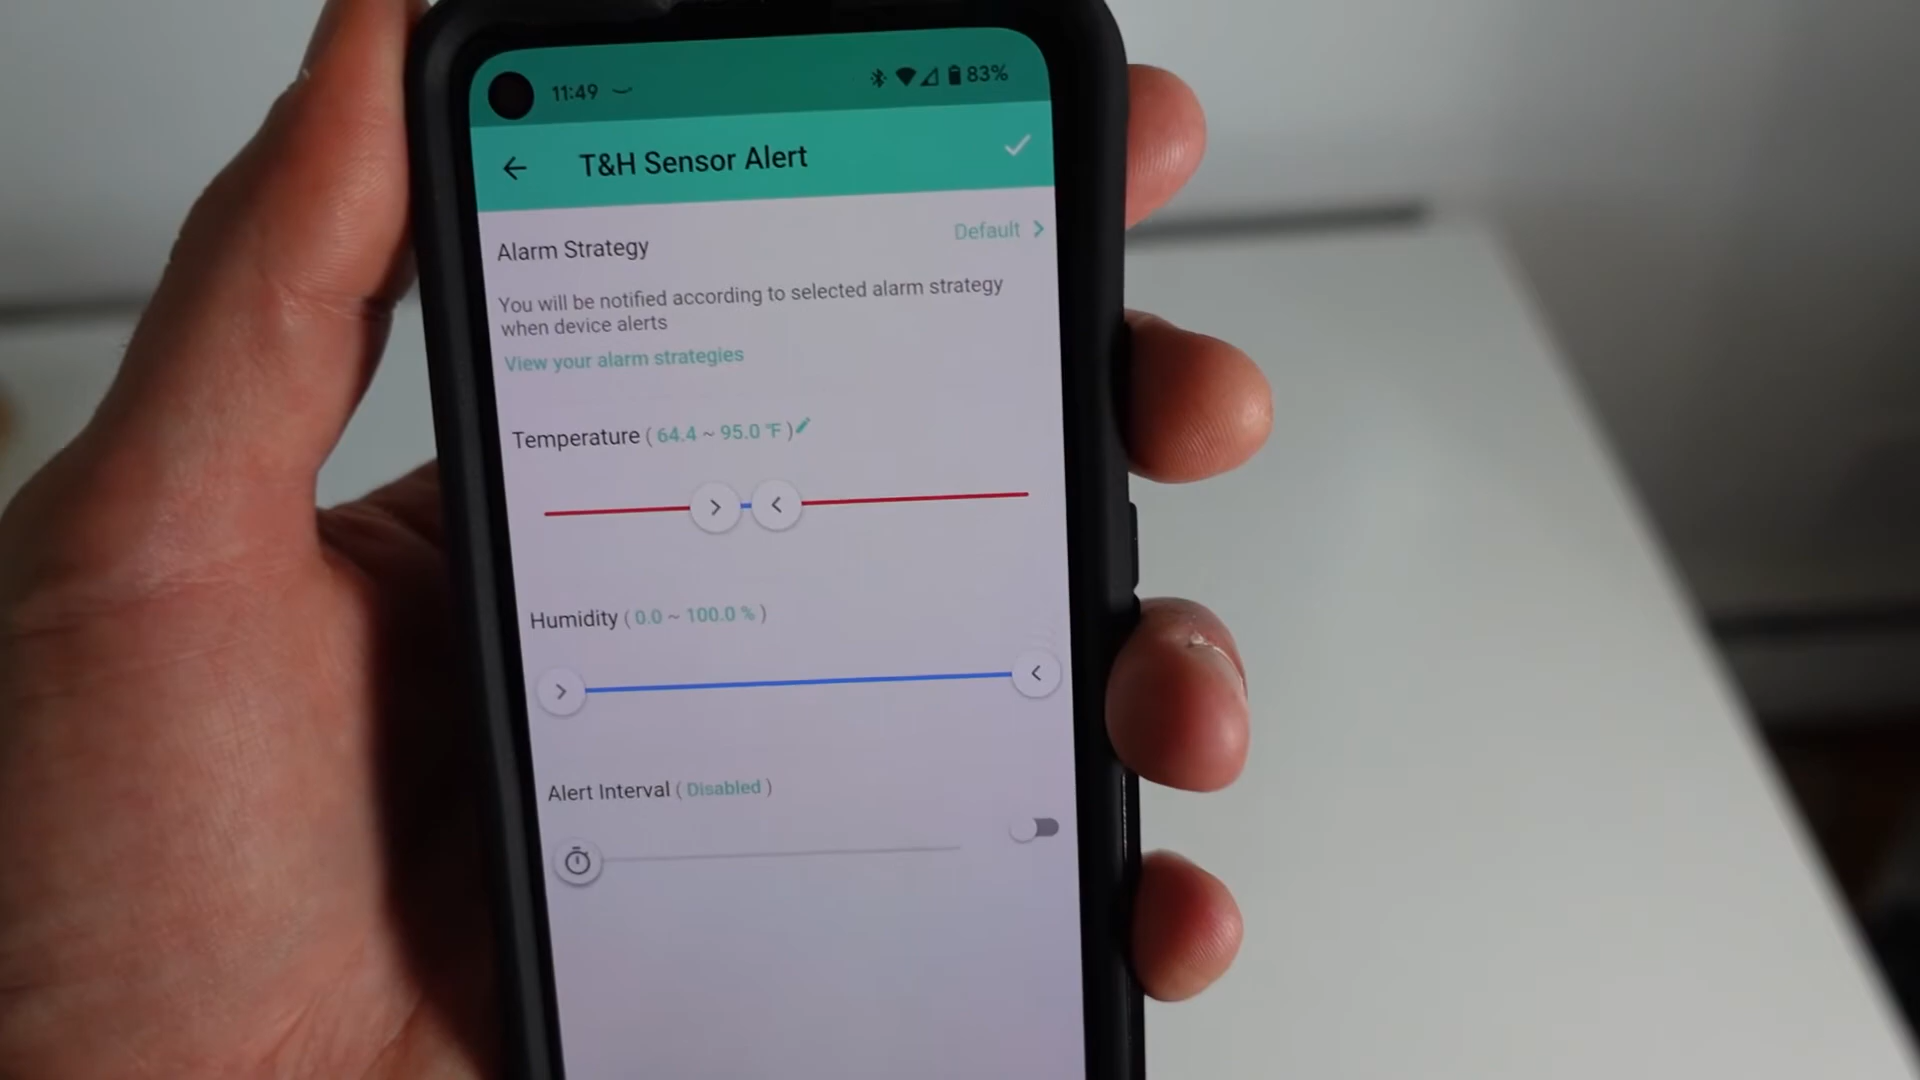 11:49 83%
T&H Sensor Alert
Alarm Strategy Default
You will be notified according to selected alarm strategy
when device alerts
View your alarm strategies
Temperature ( 64.4 ~ 95.0 °F )
Humidity ( 0.0 ~ 100.0 % )
Alert Interval ( Disabled )